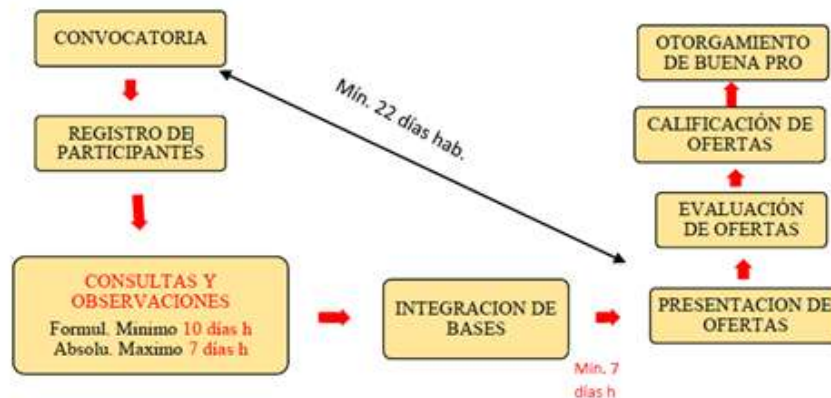 CONVOCATORIA
REGISTRO DE
PARTICIPANTES
CONSULTAS Y
OBSERVACIONES
Formul. Minimo 10 días h
Absolu. Maximo 7 días h
INTEGRACION DE
BASES
Min. 7
días h
PRESENTACION DE
OFERTAS
EVALUACIÓN
DE OFERTAS
CALIFICACIÓN DE
OFERTAS
OTORGAMIENTO
DE BUENA PRO
Mín. 22 días hab.